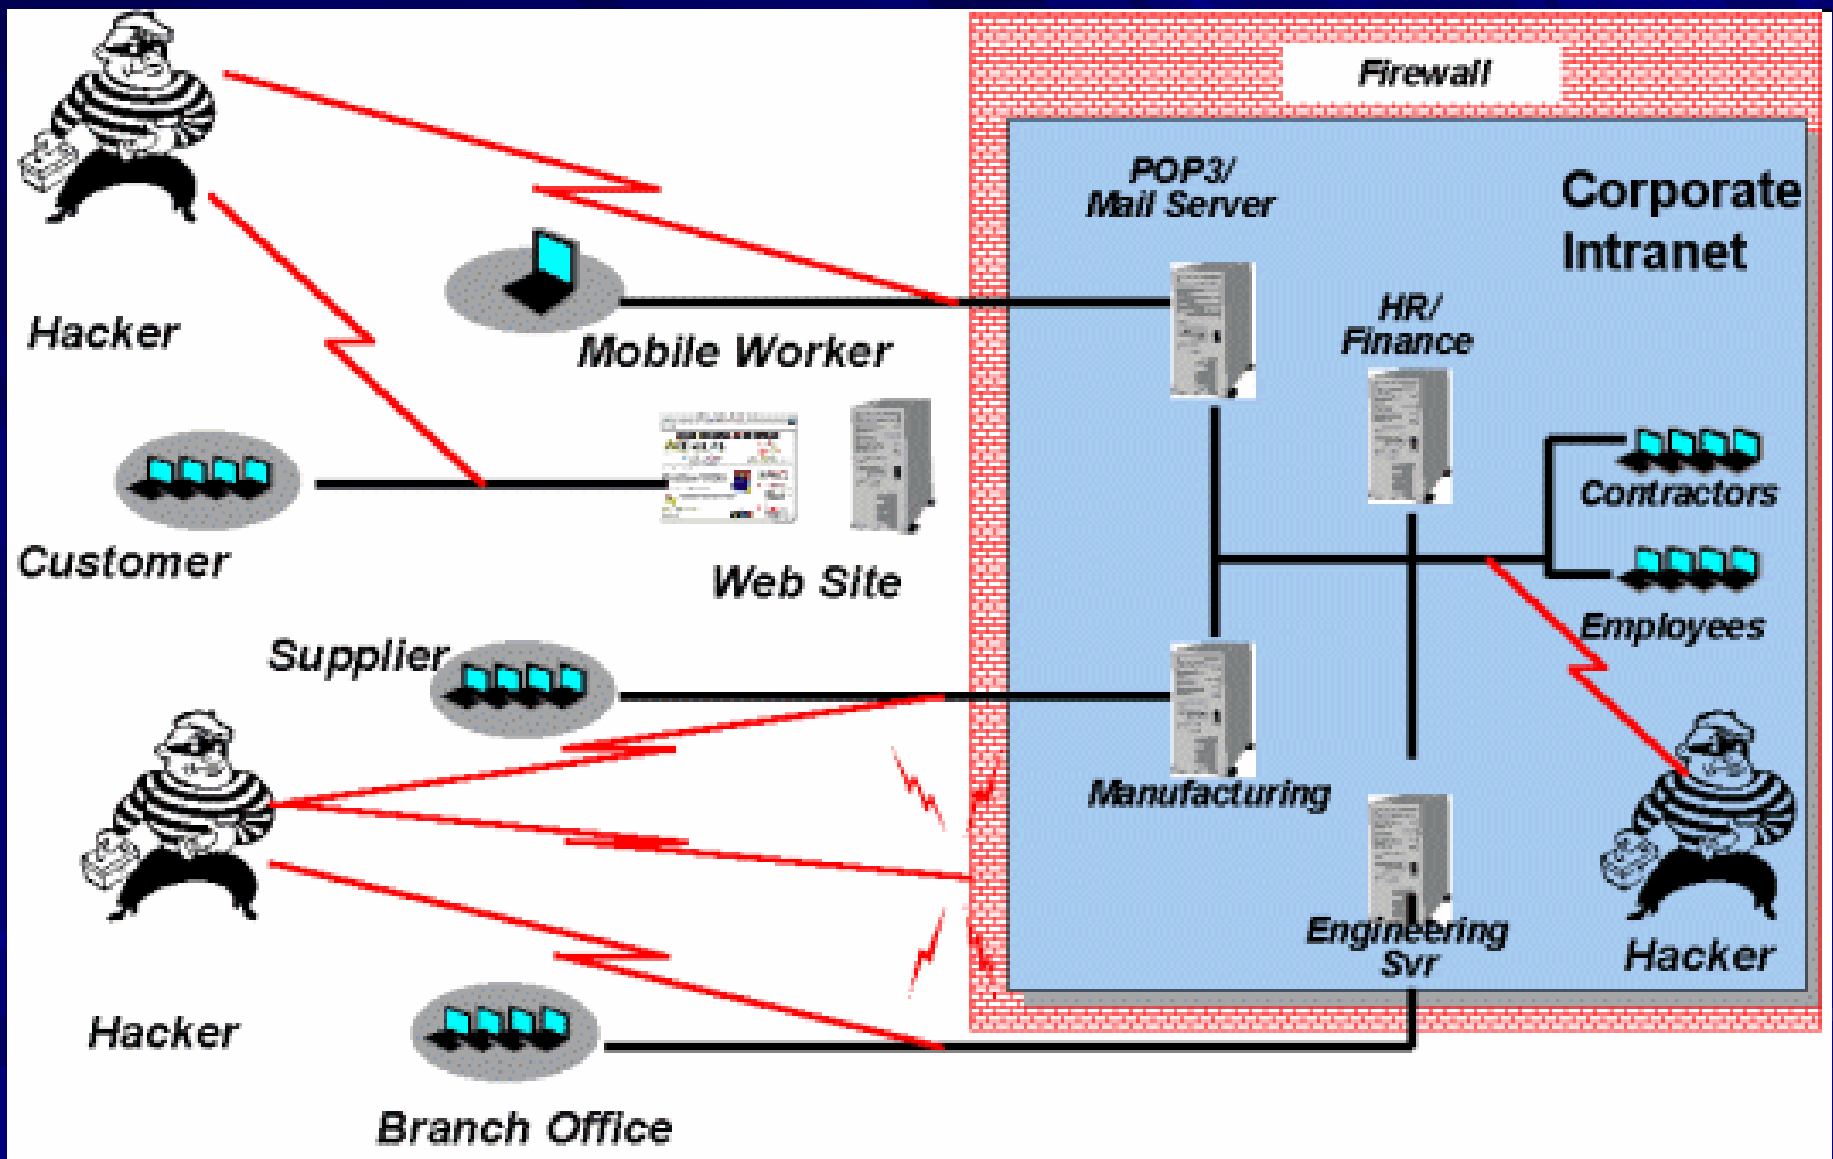 Firewall
POP3/
Mail Server
Corporate
Intranet
HR/
Finance
Hacker
Mobile Worker
Contractors
Customer
Web Site
Employees
Supplier
Manufacturing
Engineering
Svr
Hacker
Hacker
Branch Office